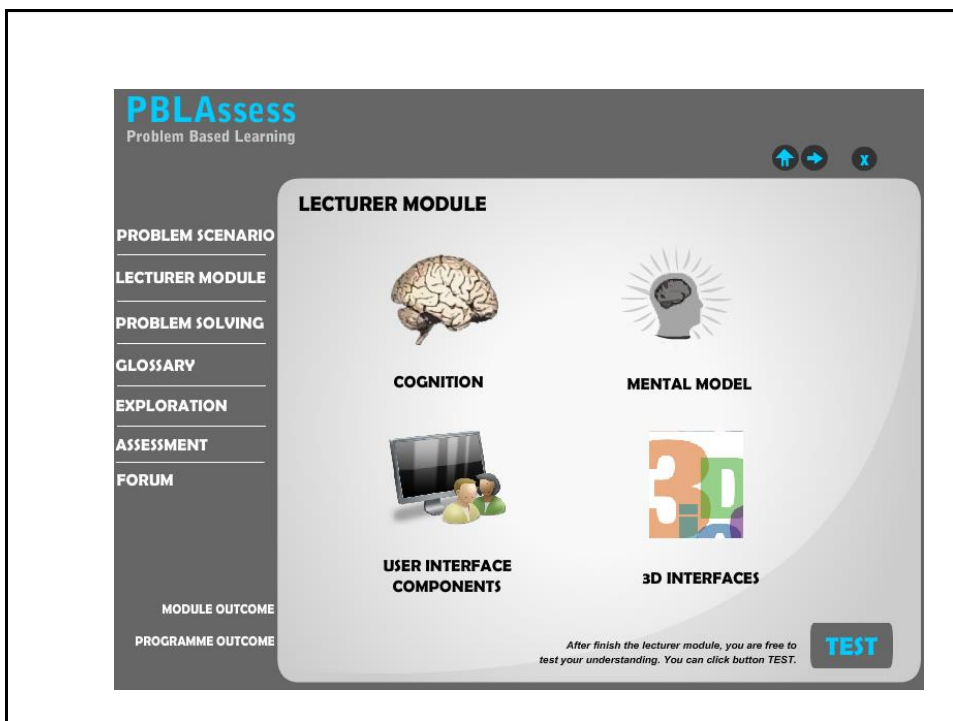 PBLAssess
Problem Based Learning
X
LECTURER MODULE
PROBLEM SCENARIO
LECTURER MODULE
PROBLEM SOLVING
GLOSSARY
EXPLORATION
ASSESSMENT
FORUM
MODULE OUTCOME
PROGRAMME OUTCOME
COGNITION
MENTAL MODEL
USER INTERFACE
COMPONENTS
3D
3D INTERFACES
After finish the lecturer module, you are free to
test your understanding. You can click button TEST.
TEST